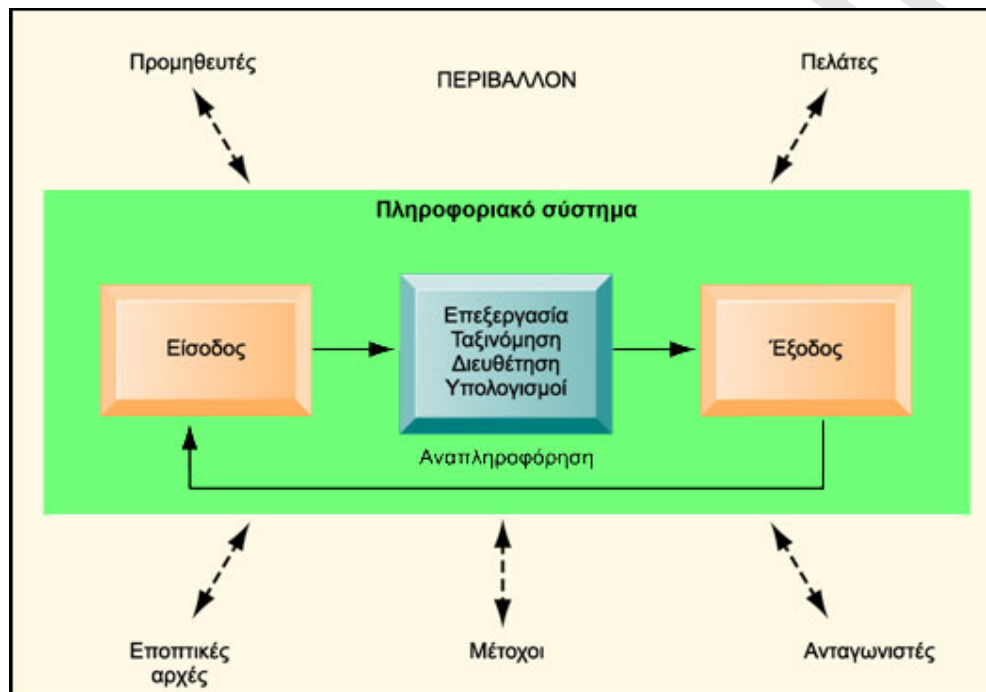 Προμηθευτές
ΠΕΡΙΒΑΛΛΟΝ
Πελάτες
Πληροφοριακό σύστημα
Είσοδος
Επεξεργασία
Ταξινόμηση
Διευθέτηση
Υπολογισμοί
Έξοδος
Αναπληροφόρηση
Εποπτικές
αρχές
Μέτοχοι
Ανταγωνιστές